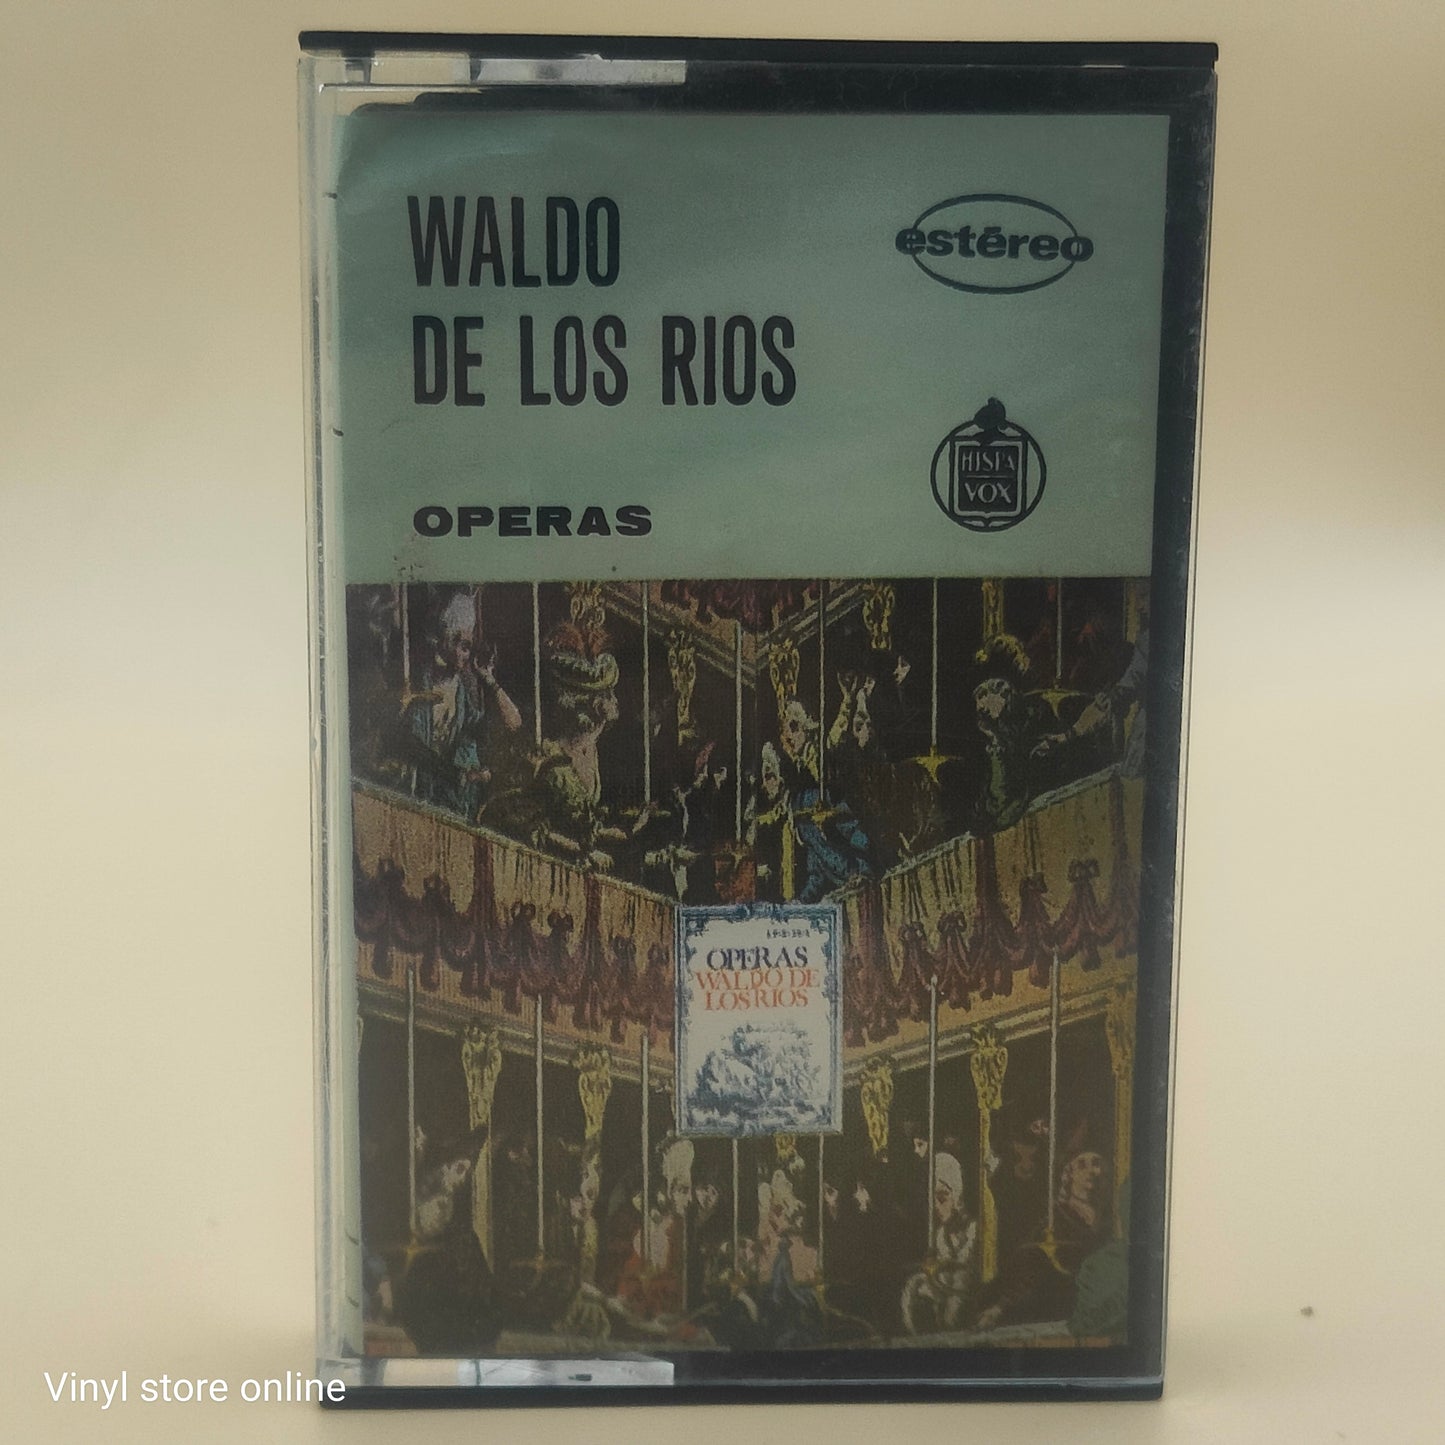 WALDO
DE LOS RIOS
estéreo
HISPA
VOX
OPERAS
OPERAS
WALDO DE
LOS RIOS
Vinyl store online